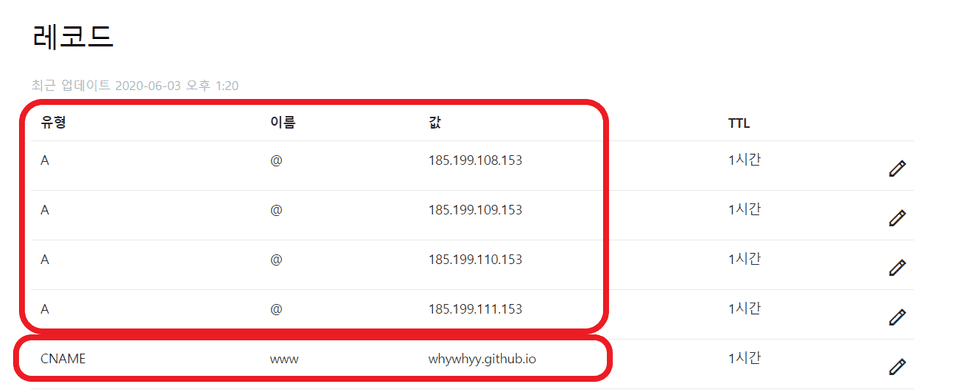 레코드
최근 업데이트 2020-06-03 오후 1:20
유형 이름 값 TTL
A @ 185.199.108.153 1시간
A @ 185.199.109.153 1시간
A @ 185.199.110.153 1시간
A @ 185.199.111.153 1시간
CNAME www whywhyy.github.io 1시간